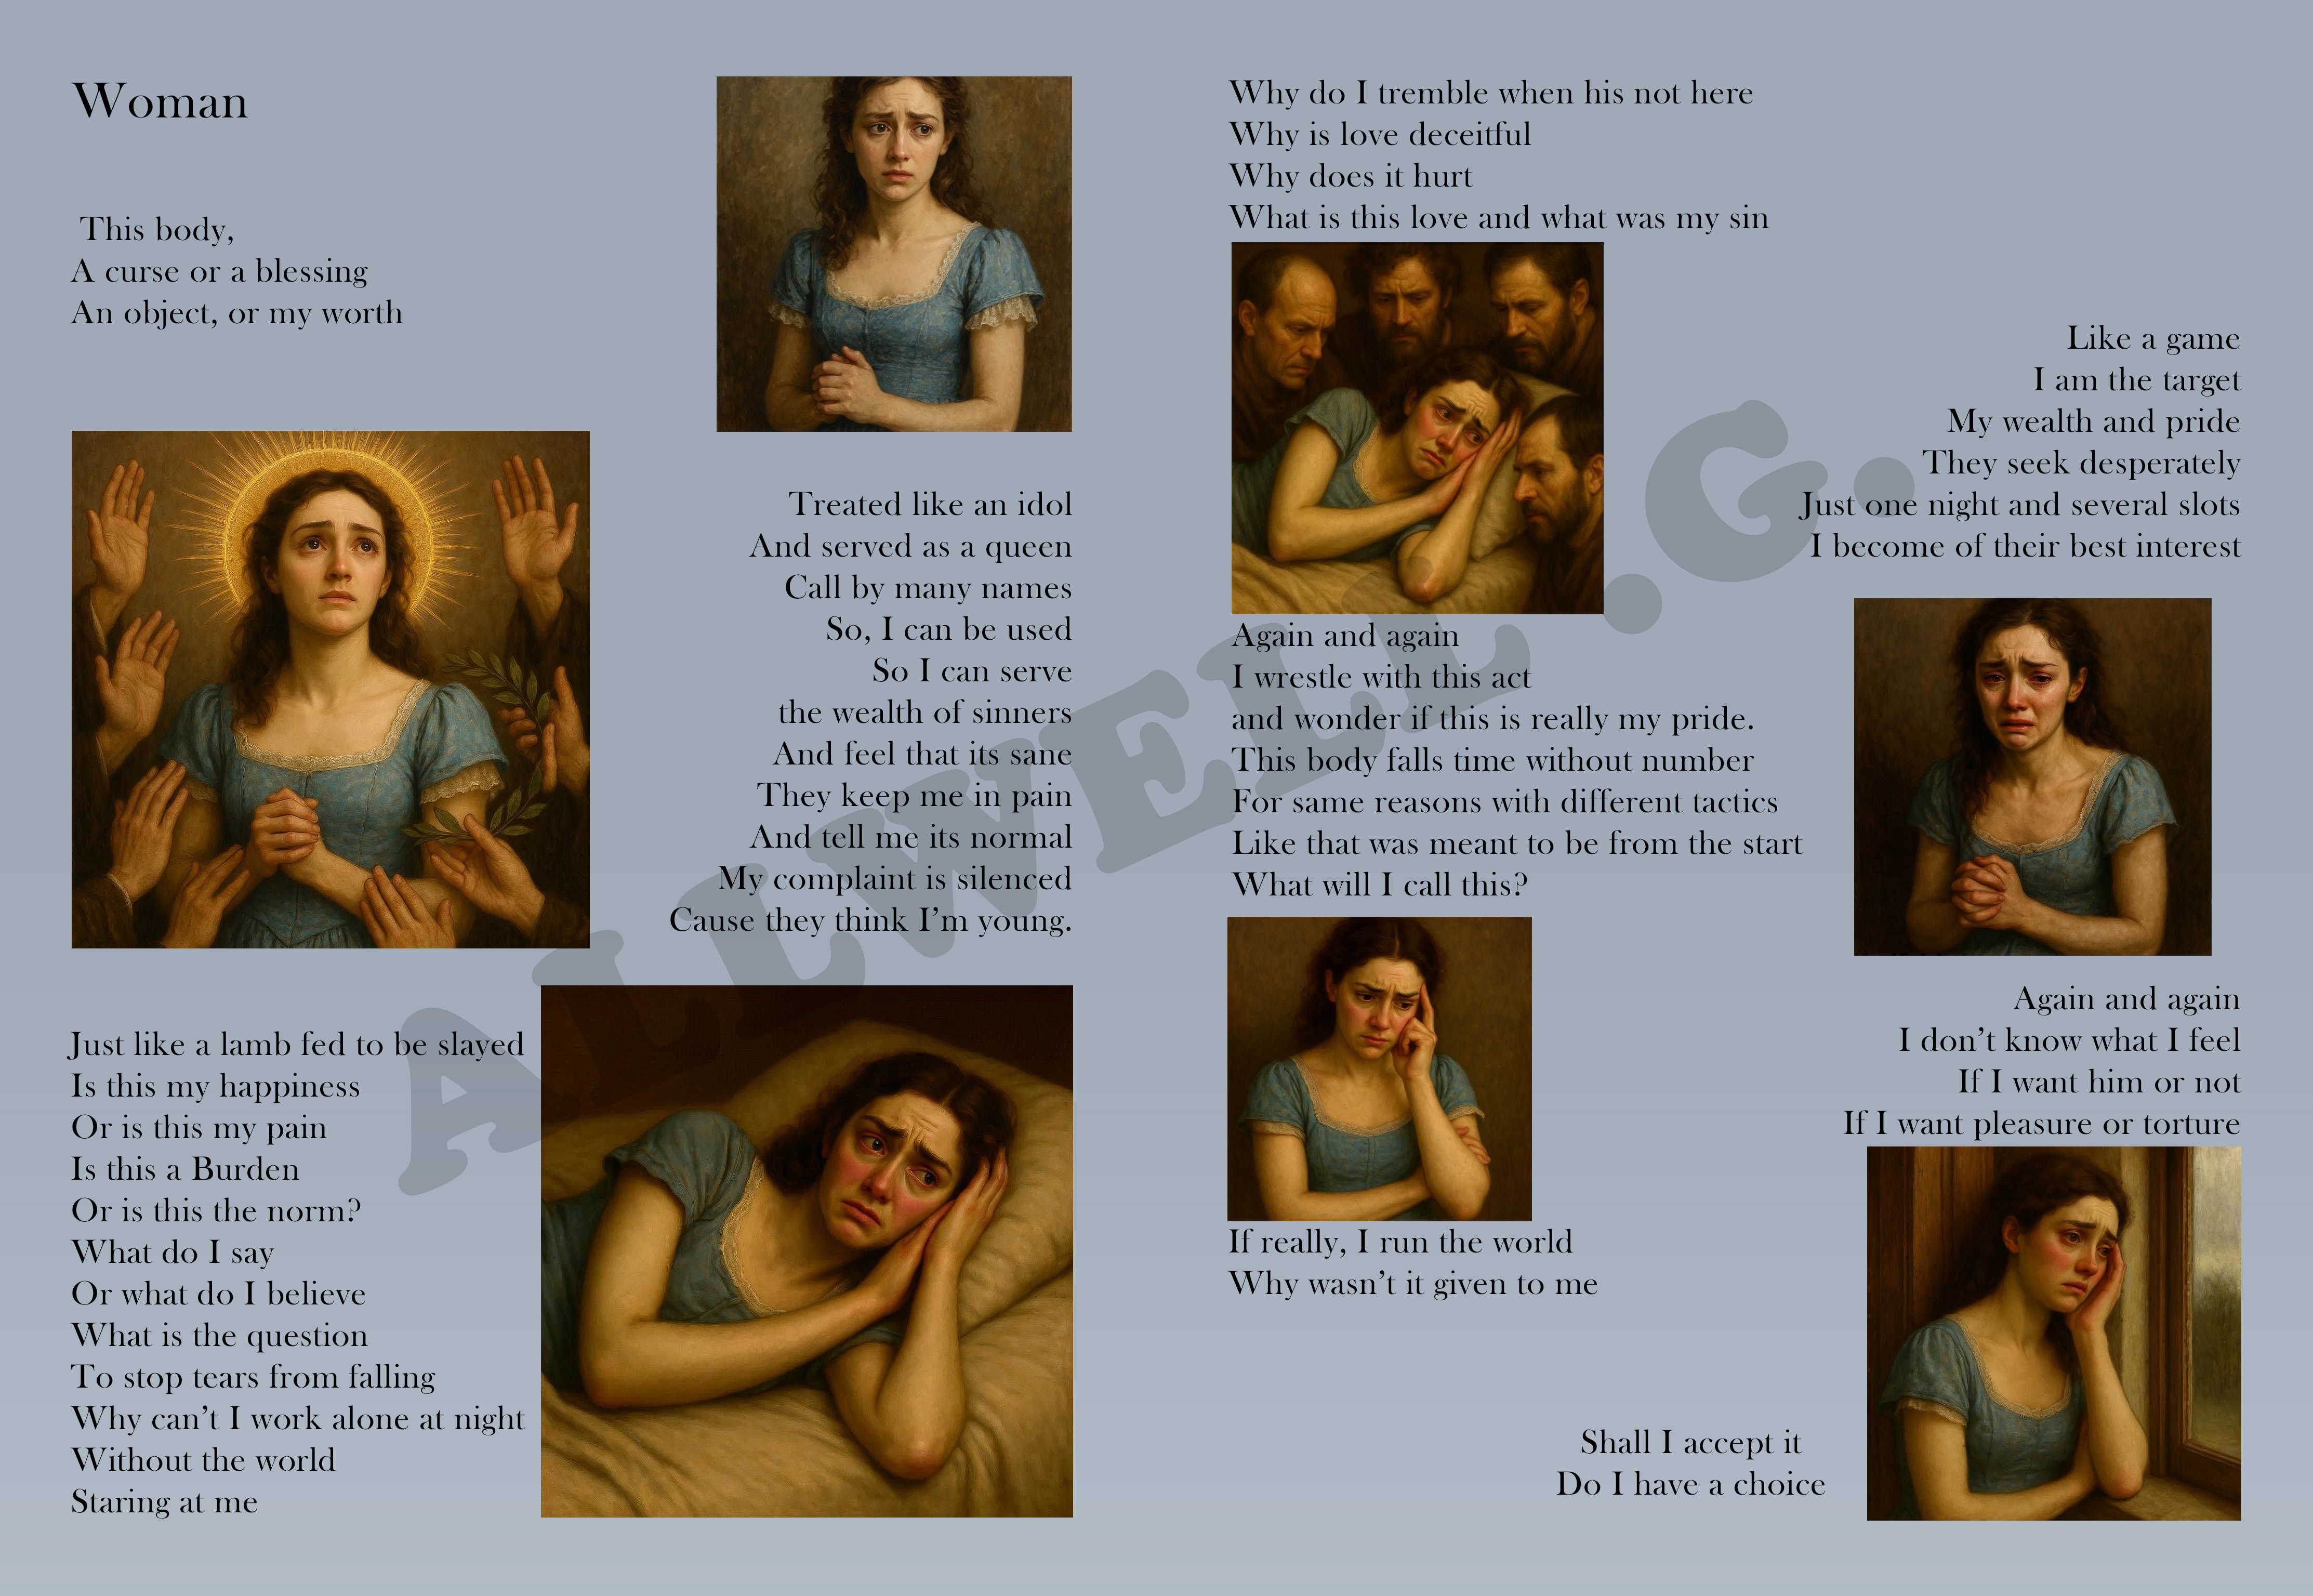 Woman
This body,
A curse or a blessing
An object, or my worth
Treated like an idol
And served as a queen
Call by many names
So, I can be used
So I can serve
the wealth of sinners
And feel that its sane
They keep me in pain
And tell me its normal
My complaint is silenced
Cause they think I’m young.
Just like a lamb fed to be slayed
Is this my happiness
Or is this my pain
Is this a Burden
Or is this the norm?
What do I say
Or what do I believe
What is the question
To stop tears from falling
Why can’t I work alone at night
Without the world
Staring at me
Why do I tremble when his not here
Why is love deceitful
Why does it hurt
What is this love and what was my sin
Like a game
I am the target
My wealth and pride
They seek desperately
Just one night and several slots
I become of their best interest
Again and again
I wrestle with this act
and wonder if this is really my pride.
This body falls time without number
For same reasons with different tactics
Like that was meant to be from the start
What will I call this?
Again and again
I don’t know what I feel
If I want him or not
If I want pleasure or torture
If really, I run the world
Why wasn’t it given to me
Shall I accept it
Do I have a choice
ALLWELL .G.